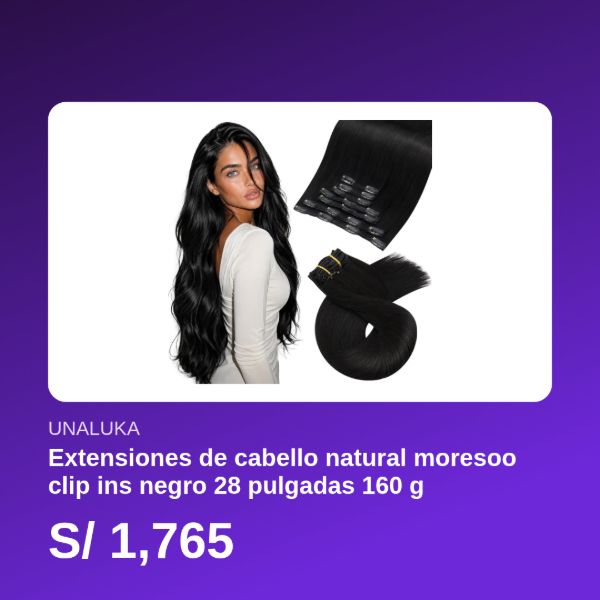 UNALUKA
Extensiones de cabello natural moresoo
clip ins negro 28 pulgadas 160 g
S/ 1,765